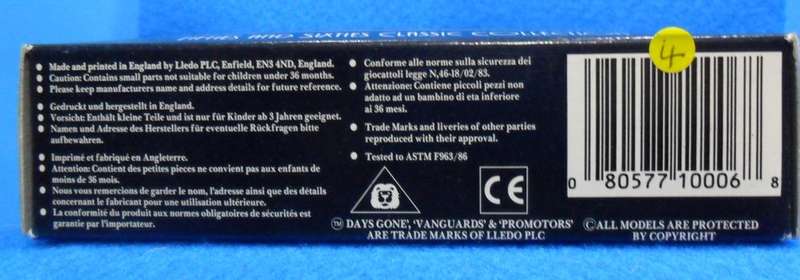 FIFTIES AND SIXTIES CLASSIC COLLECTION
Made and printed in England by Lledo PLC, Enfield, EN3 4ND, England.
Caution: Contains small parts not suitable for children under 36 months.
Please keep manufacturers name and address details for future reference.
Gedruckt und hergestellt in England.
Vorsicht: Enthält kleine Teile und ist nur für Kinder ab 3 Jahren geeignet.
Namen und Adresse des Herstellers für eventuelle Rückfragen bitte
aufbewahren.
Imprimé et fabriqué en Angleterre.
Attention: Contient des petites pieces ne convient pas aux enfants de
moins de 36 mois.
Nous vous remercions de garder le nom, l'adresse ainsi que des détails
concernant le fabricant pour une utilisation ultérieure.
La conformité du produit aux normes obligatoires de sécurités est
garantie par l'importateur.
Conforme alle norme sulla sicurezza dei
giocattoli legge N,46-18/02/83.
Attenzione: Contiene piccoli pezzi non
adatto ad un bambino di eta inferiore
ai 36 mesi.
Trade Marks and liveries of other parties
reproduced with their approval.
Tested to ASTM F963/86
CE
TM DAYS GONE', 'VANGUARDS' & 'PROMOTORS'
ARE TRADE MARKS OF LLEDO PLC
4
0 80577 10006 8
©ALL MODELS ARE PROTECTED
BY COPYRIGHT